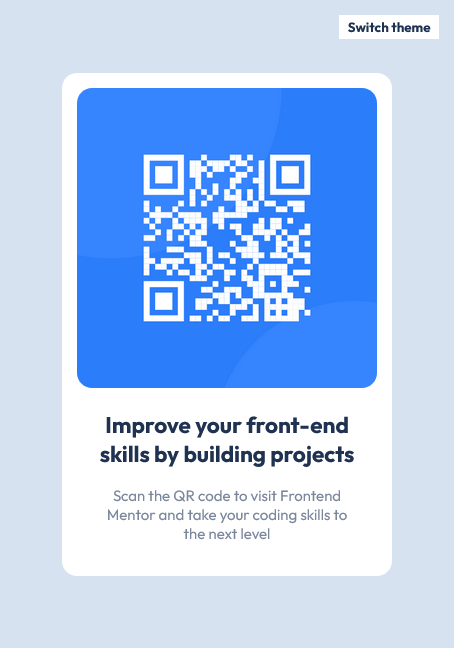 Switch theme
Improve your front-end
skills by building projects
Scan the QR code to visit Frontend
Mentor and take your coding skills to
the next level